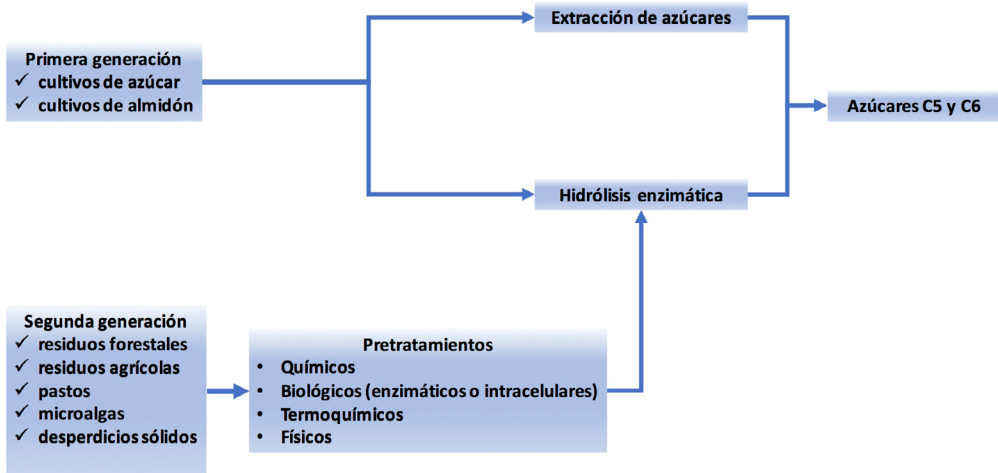 Extracción de azúcares
Primera generación
✓ cultivos de azúcar
✓ cultivos de almidón
Azúcares C5 y C6
Hidrólisis enzimática
Segunda generación
✓ residuos forestales
✓ residuos agrícolas
✓ pastos
✓ microalgas
✓ desperdicios sólidos
Pretratamientos
• Químicos
• Biológicos (enzimáticos o intracelulares)
• Termoquímicos
• Físicos